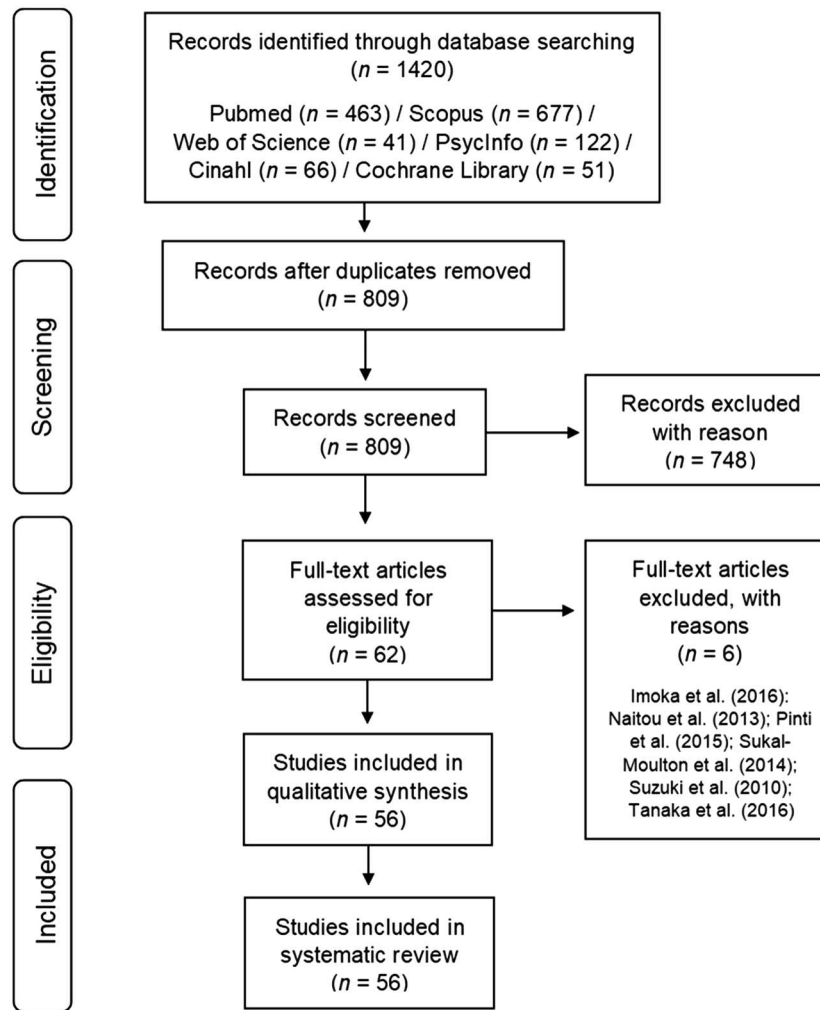 Identification
Records identified through database searching
(n = 1420)
Pubmed (n = 463) / Scopus (n = 677) /
Web of Science (n = 41) / PsycInfo (n = 122) /
Cinahl (n = 66) / Cochrane Library (n = 51)
Screening
Records after duplicates removed
(n = 809)
Records screened
(n = 809)
Records excluded
with reason
(n = 748)
Eligibility
Full-text articles
assessed for
eligibility
(n = 62)
Full-text articles
excluded, with
reasons
(n = 6)
Imoka et al. (2016):
Naitou et al. (2013); Pinti
et al. (2015); Sukal-
Moulton et al. (2014);
Suzuki et al. (2010);
Tanaka et al. (2016)
Included
Studies included in
qualitative synthesis
(n = 56)
Studies included in
systematic review
(n = 56)